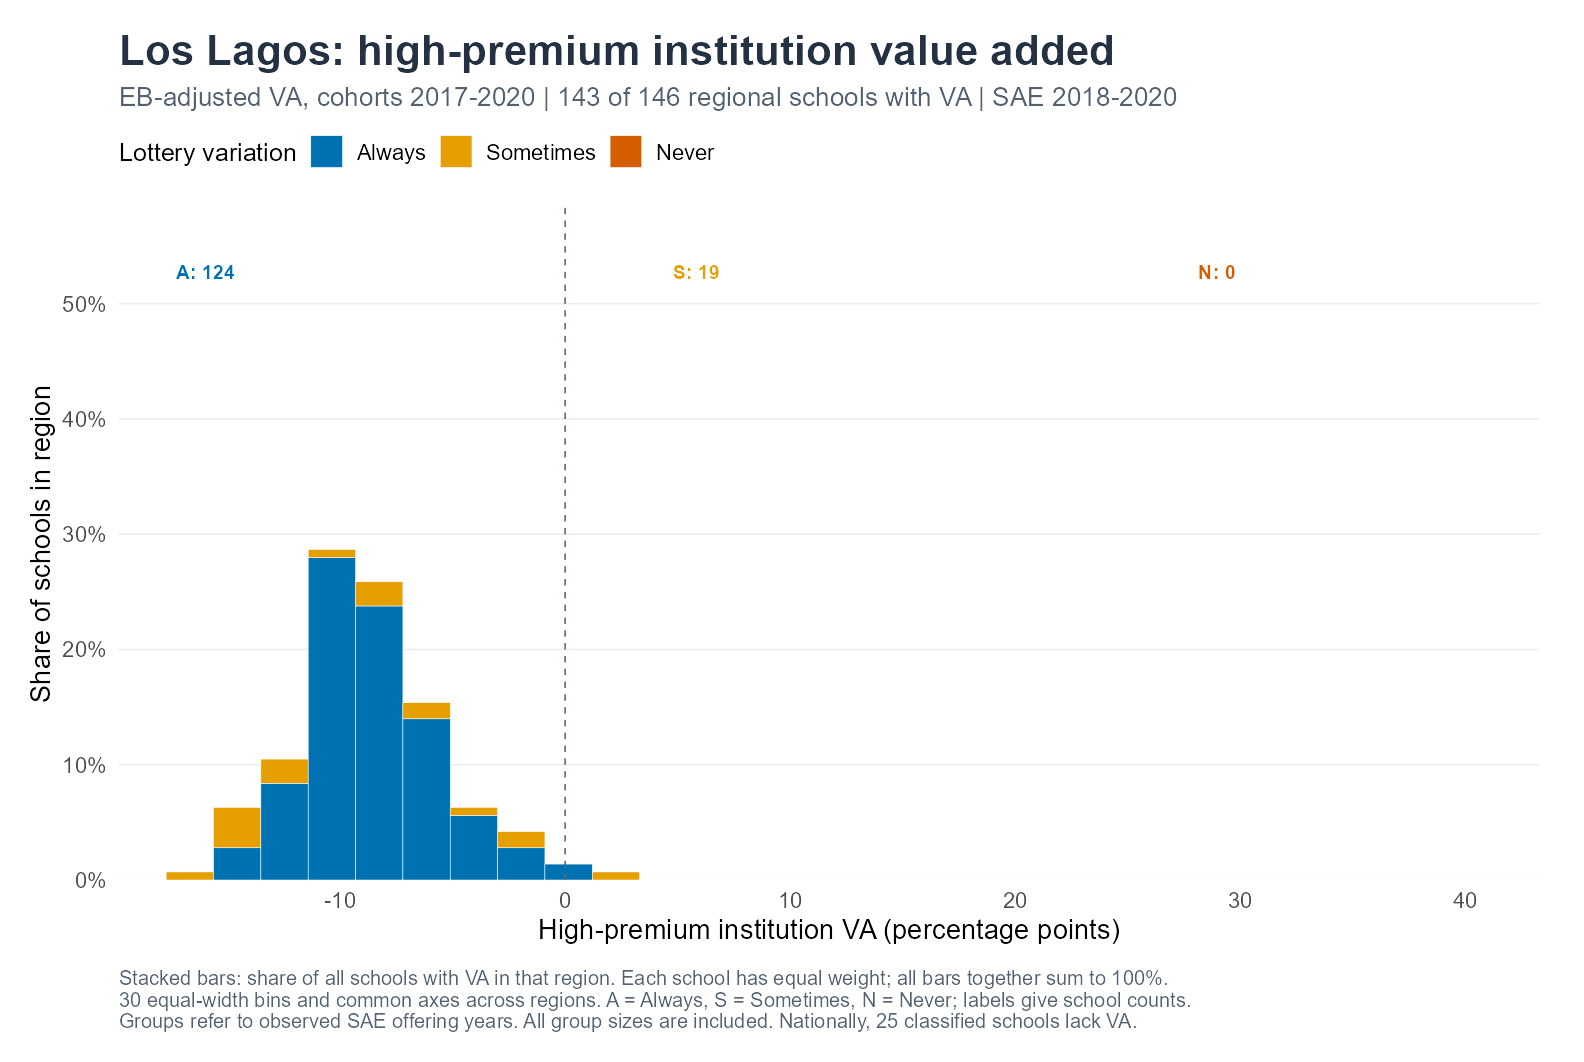 Los Lagos: high-premium institution value added
EB-adjusted VA, cohorts 2017-2020 | 143 of 146 regional schools with VA | SAE 2018-2020
Lottery variation Always Sometimes Never
A: 124 S: 19 N: 0
50%
40%
30%
20%
10%
0%
Share of schools in region
-10 0 10 20 30 40
High-premium institution VA (percentage points)
Stacked bars: share of all schools with VA in that region. Each school has equal weight; all bars together sum to 100%.
30 equal-width bins and common axes across regions. A = Always, S = Sometimes, N = Never; labels give school counts.
Groups refer to observed SAE offering years. All group sizes are included. Nationally, 25 classified schools lack VA.